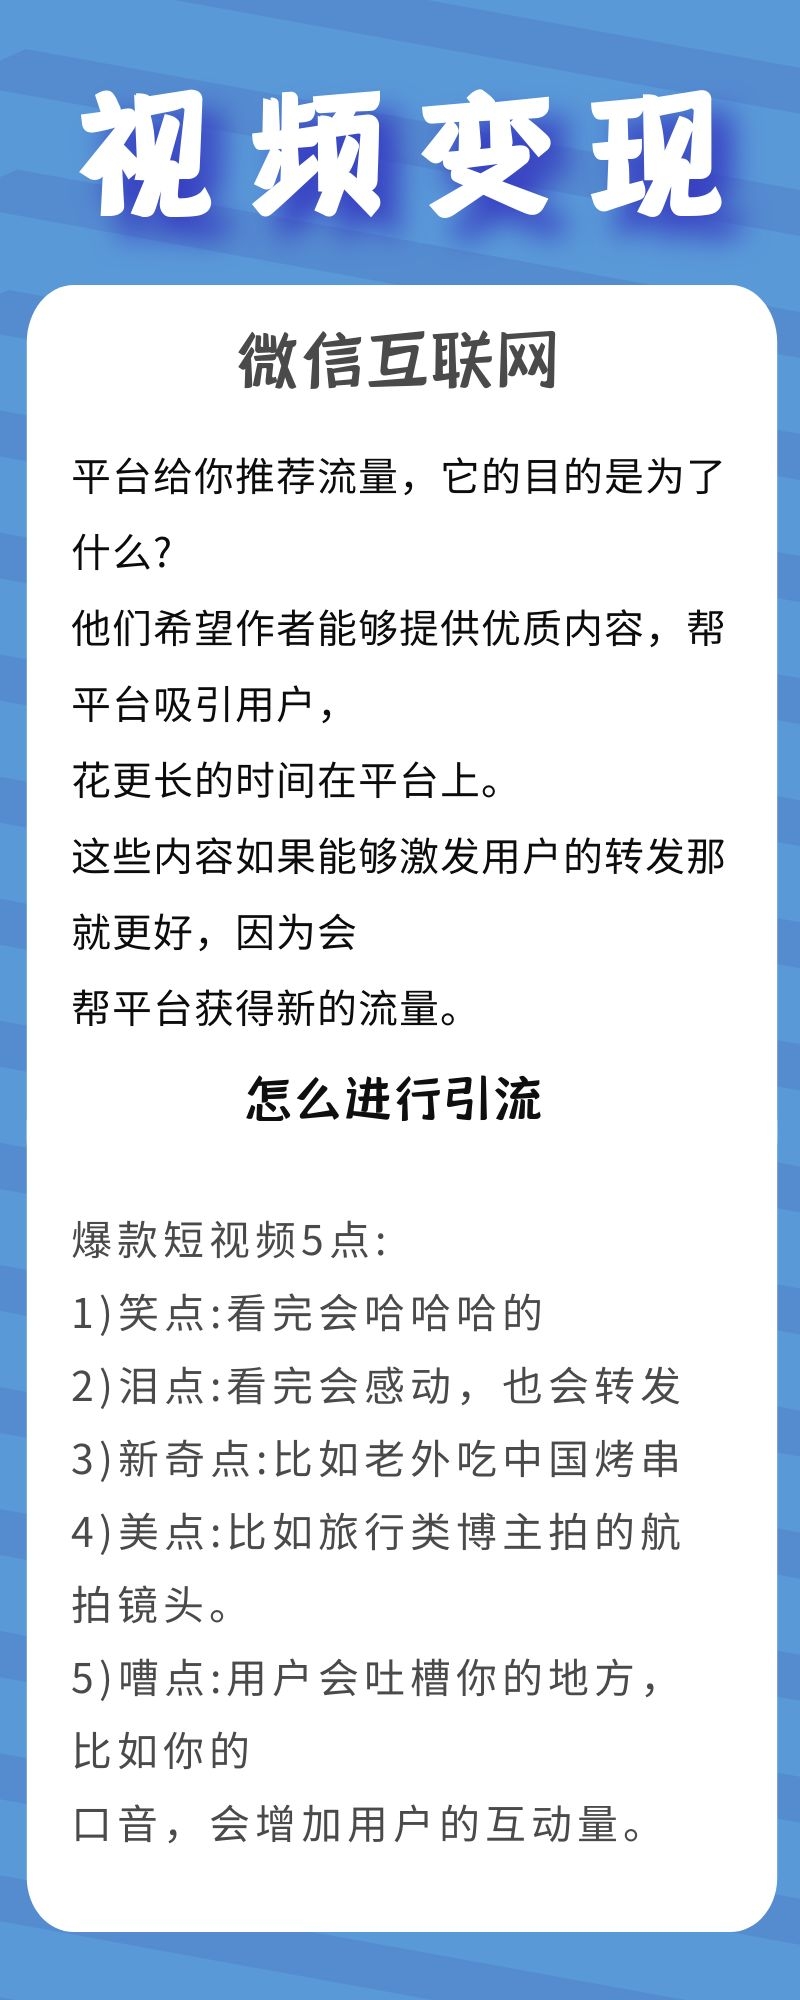 视频变现
微信互联网
平台给你推荐流量，它的目的是为了
什么?
他们希望作者能够提供优质内容，帮
平台吸引用户，
花更长的时间在平台上。
这些内容如果能够激发用户的转发那
就更好，因为会
帮平台获得新的流量。
怎么进行引流
爆款短视频5点:
1)笑点:看完会哈哈哈的
2)泪点:看完会感动，也会转发
3)新奇点:比如老外吃中国烤串
4)美点:比如旅行类博主拍的航
拍镜头。
5)嘈点:用户会吐槽你的地方，
比如你的
口音，会增加用户的互动量。